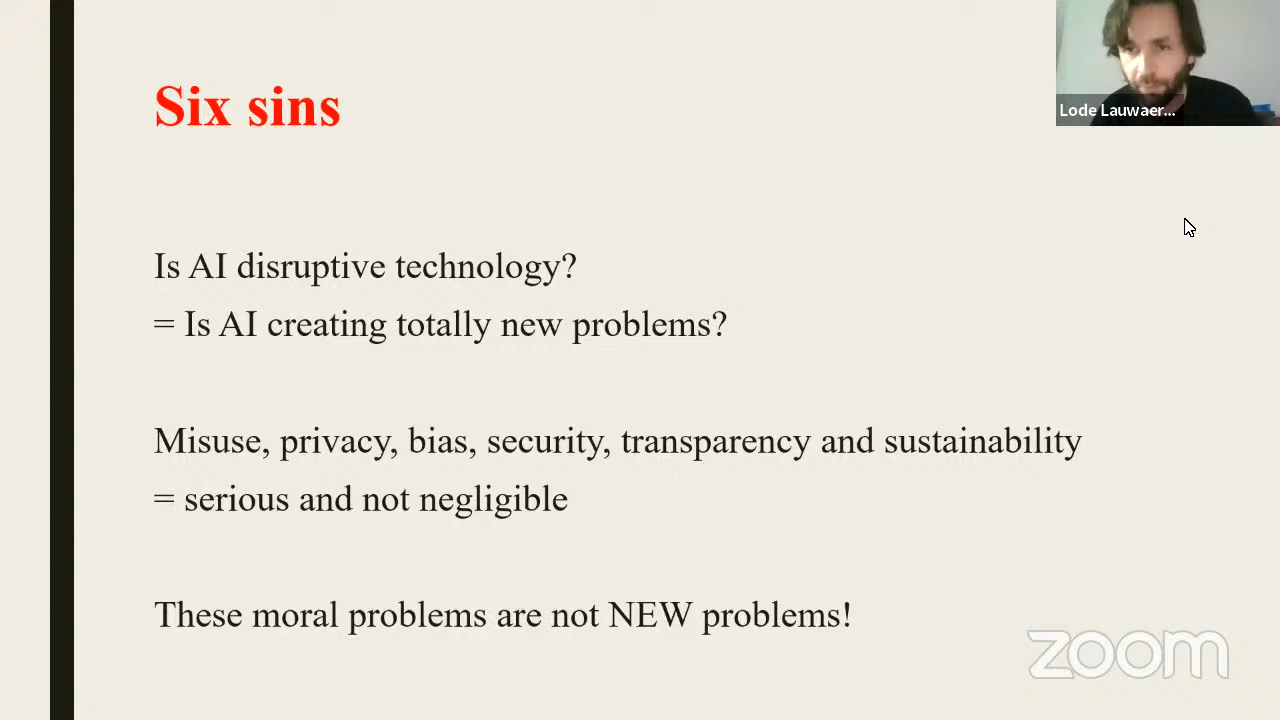 Six sins
Lode Lauwaer...
Is AI disruptive technology?
= Is AI creating totally new problems?
Misuse, privacy, bias, security, transparency and sustainability
= serious and not negligible
These moral problems are not NEW problems!
zoom